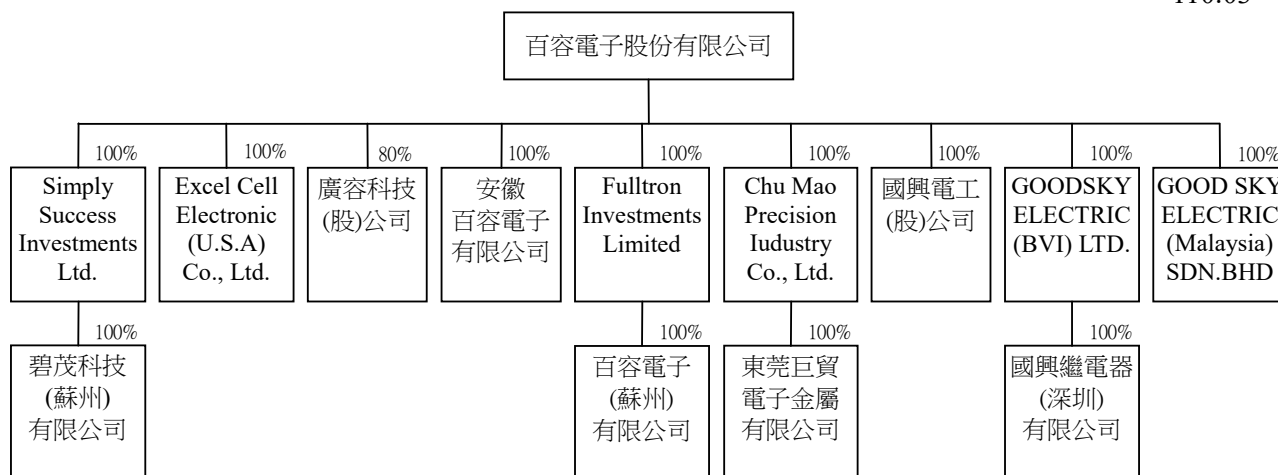 百容電子股份有限公司
100%
100%
80%
100%
100%
100%
100%
100%
100%
Simply
Success
Investments
Ltd.
Excel Cell
Electronic
(U.S.A)
Co., Ltd.
廣容科技
(股)公司
安徽
百容電子
有限公司
Fulltron
Investments
Limited
Chu Mao
Precision
Iudustry
Co., Ltd.
國興電工
(股)公司
GOODSKY
ELECTRIC
(BVI) LTD.
GOOD SKY
ELECTRIC
(Malaysia)
SDN.BHD
100%
100%
100%
100%
碧茂科技
(蘇州)
有限公司
百容電子
(蘇州)
有限公司
東莞巨貿
電子金屬
有限公司
國興繼電器
(深圳)
有限公司